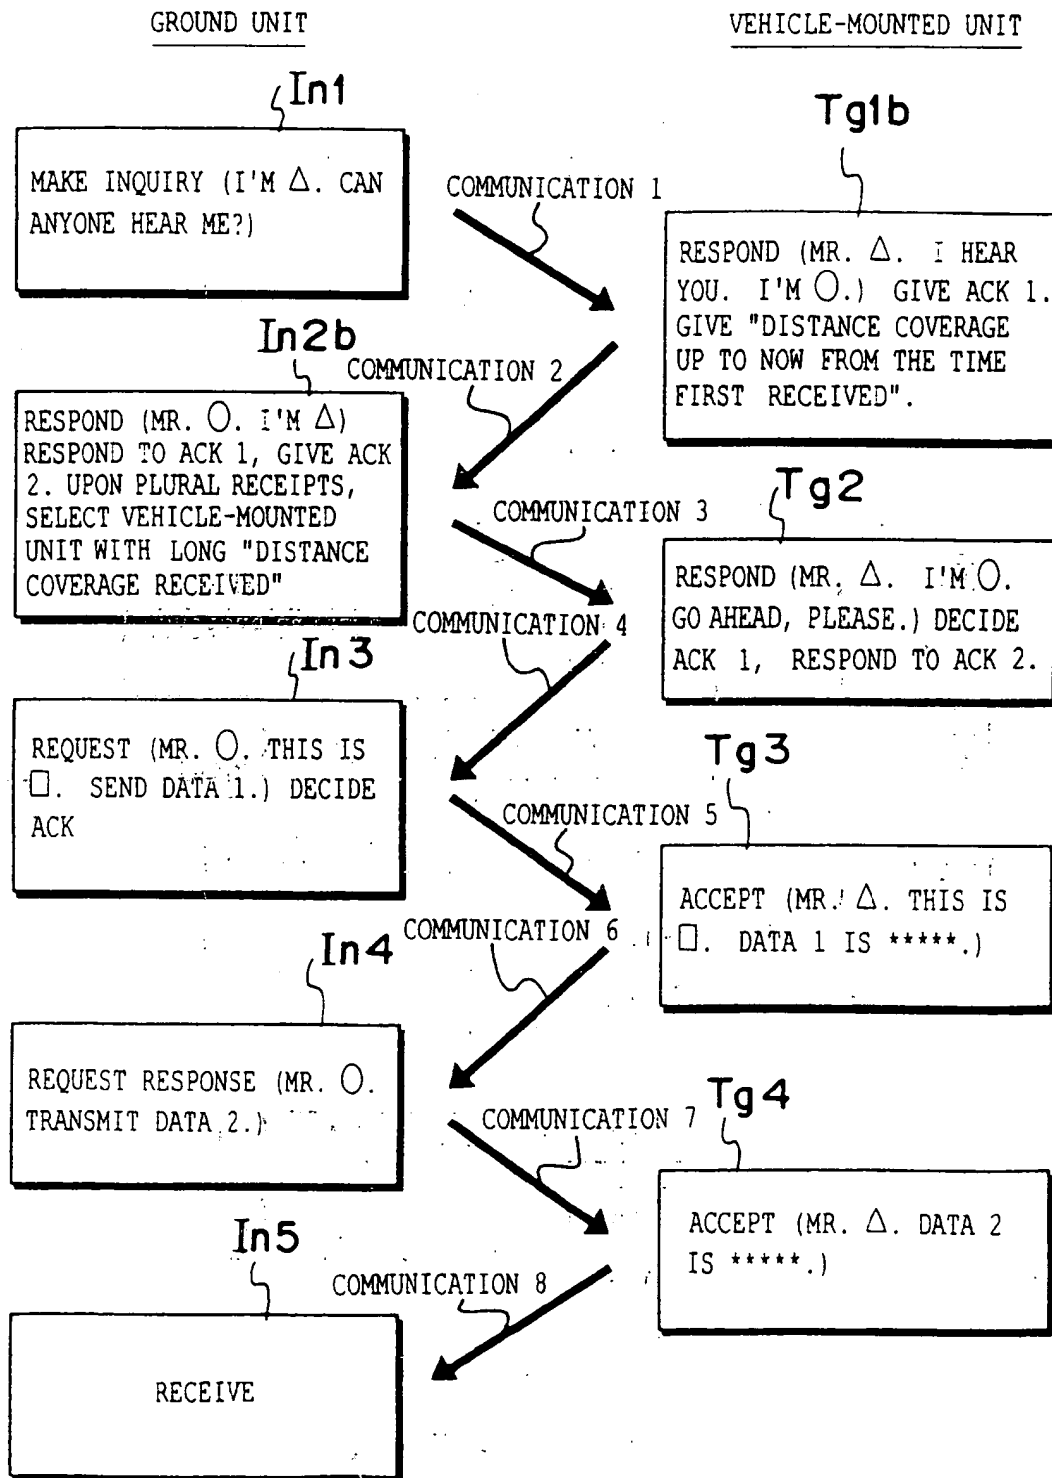 GROUND UNIT
VEHICLE-MOUNTED UNIT
In1
MAKE INQUIRY (I'M △. CAN
ANYONE HEAR ME?)
COMMUNICATION 1
Tg1b
RESPOND (MR. △. I HEAR
YOU. I'M ○.) GIVE ACK 1.
GIVE "DISTANCE COVERAGE
UP TO NOW FROM THE TIME
FIRST RECEIVED".
In2b
COMMUNICATION 2
RESPOND (MR. ○. I'M △)
RESPOND TO ACK 1, GIVE ACK
2. UPON PLURAL RECEIPTS,
SELECT VEHICLE-MOUNTED
UNIT WITH LONG "DISTANCE
COVERAGE RECEIVED"
COMMUNICATION 3
Tg2
RESPOND (MR. △. I'M ○.
GO AHEAD, PLEASE.) DECIDE
ACK 1, RESPOND TO ACK 2.
COMMUNICATION 4
In3
REQUEST (MR. ○. THIS IS
□. SEND DATA 1.) DECIDE
ACK
COMMUNICATION 5
Tg3
ACCEPT (MR. △. THIS IS
□. DATA 1 IS *****.)
COMMUNICATION 6
In4
REQUEST RESPONSE (MR. ○.
TRANSMIT DATA 2.)
COMMUNICATION 7
Tg4
ACCEPT (MR. △. DATA 2
IS *****.)
In5
COMMUNICATION 8
RECEIVE